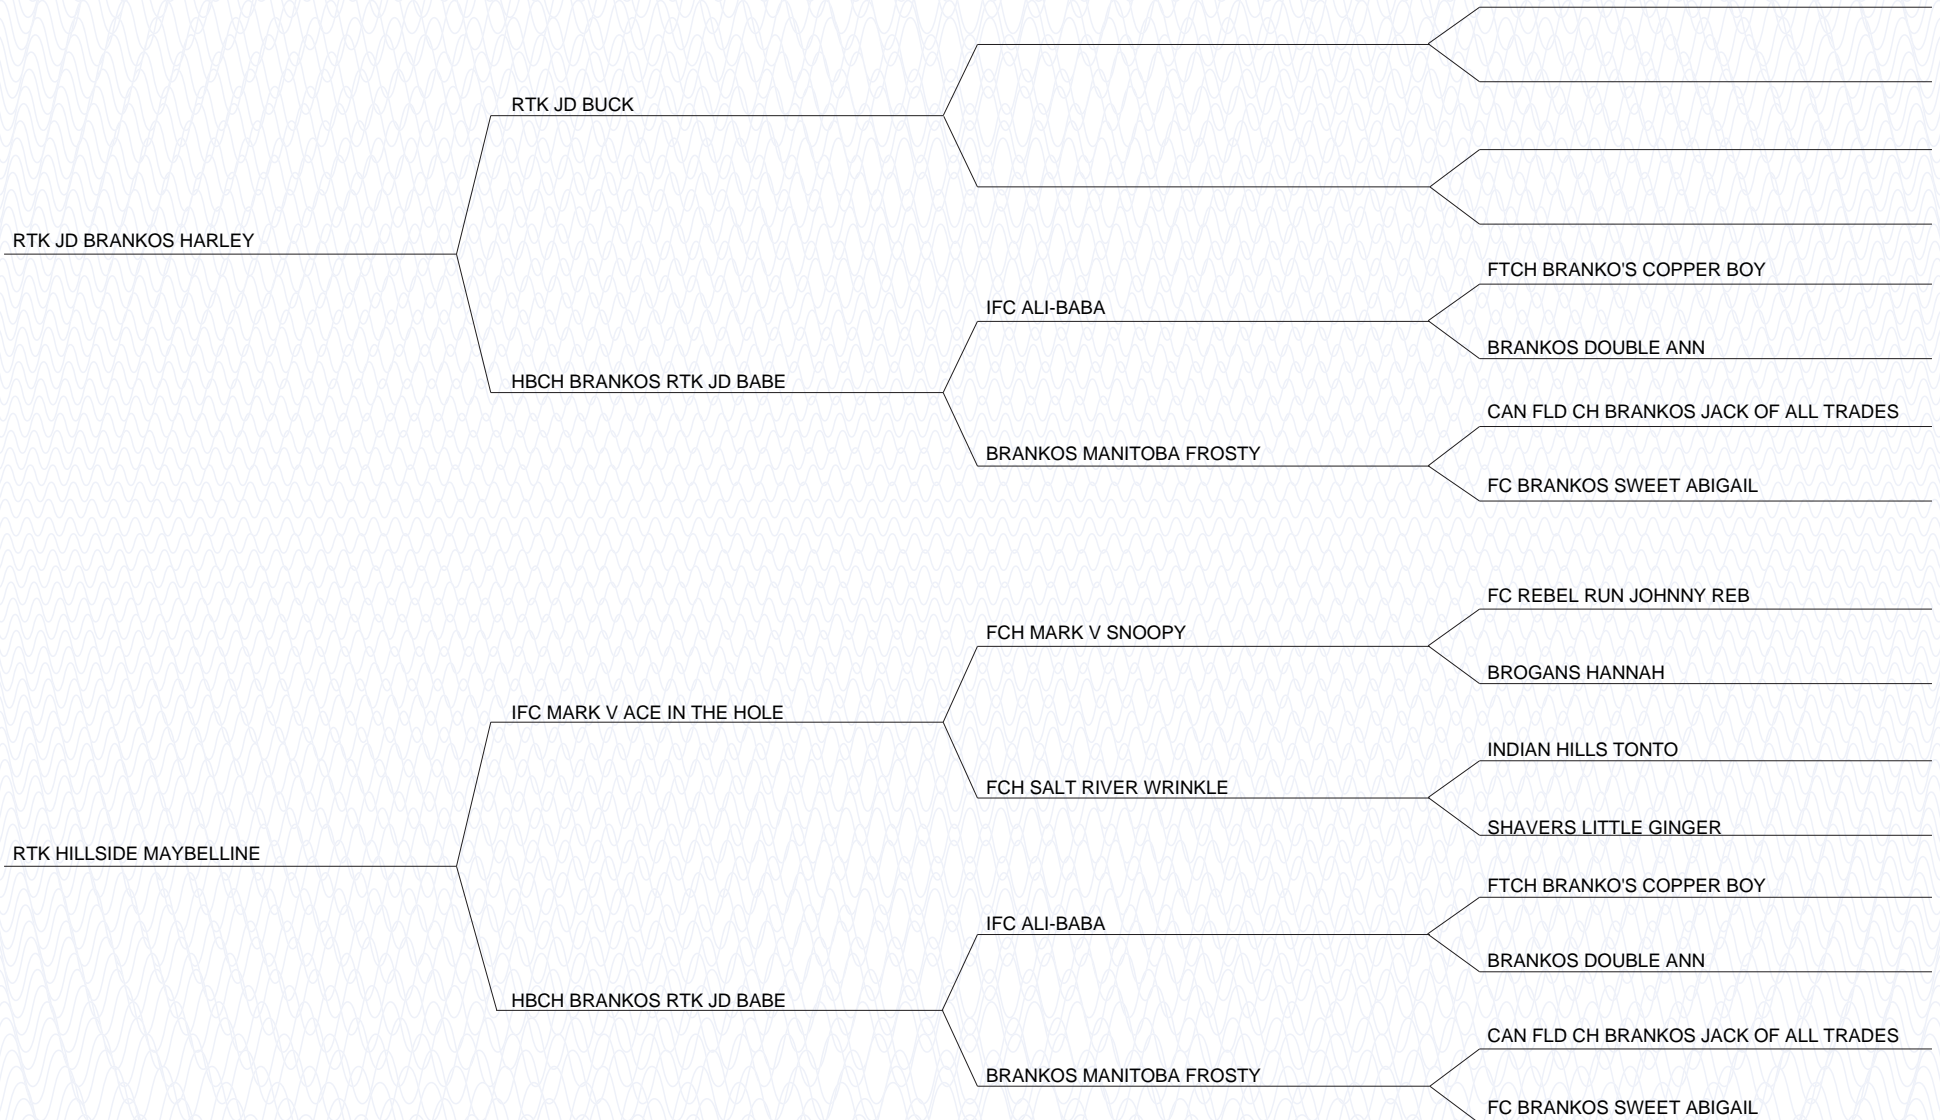 RTK JD BUCK
RTK JD BRANKOS HARLEY
FTCH BRANKO'S COPPER BOY
IFC ALI-BABA
BRANKOS DOUBLE ANN
HBCH BRANKOS RTK JD BABE
CAN FLD CH BRANKOS JACK OF ALL TRADES
BRANKOS MANITOBA FROSTY
FC BRANKOS SWEET ABIGAIL
FC REBEL RUN JOHNNY REB
FCH MARK V SNOOPY
BROGANS HANNAH
IFC MARK V ACE IN THE HOLE
INDIAN HILLS TONTO
FCH SALT RIVER WRINKLE
SHAVERS LITTLE GINGER
RTK HILLSIDE MAYBELLINE
FTCH BRANKO'S COPPER BOY
IFC ALI-BABA
BRANKOS DOUBLE ANN
HBCH BRANKOS RTK JD BABE
CAN FLD CH BRANKOS JACK OF ALL TRADES
BRANKOS MANITOBA FROSTY
FC BRANKOS SWEET ABIGAIL